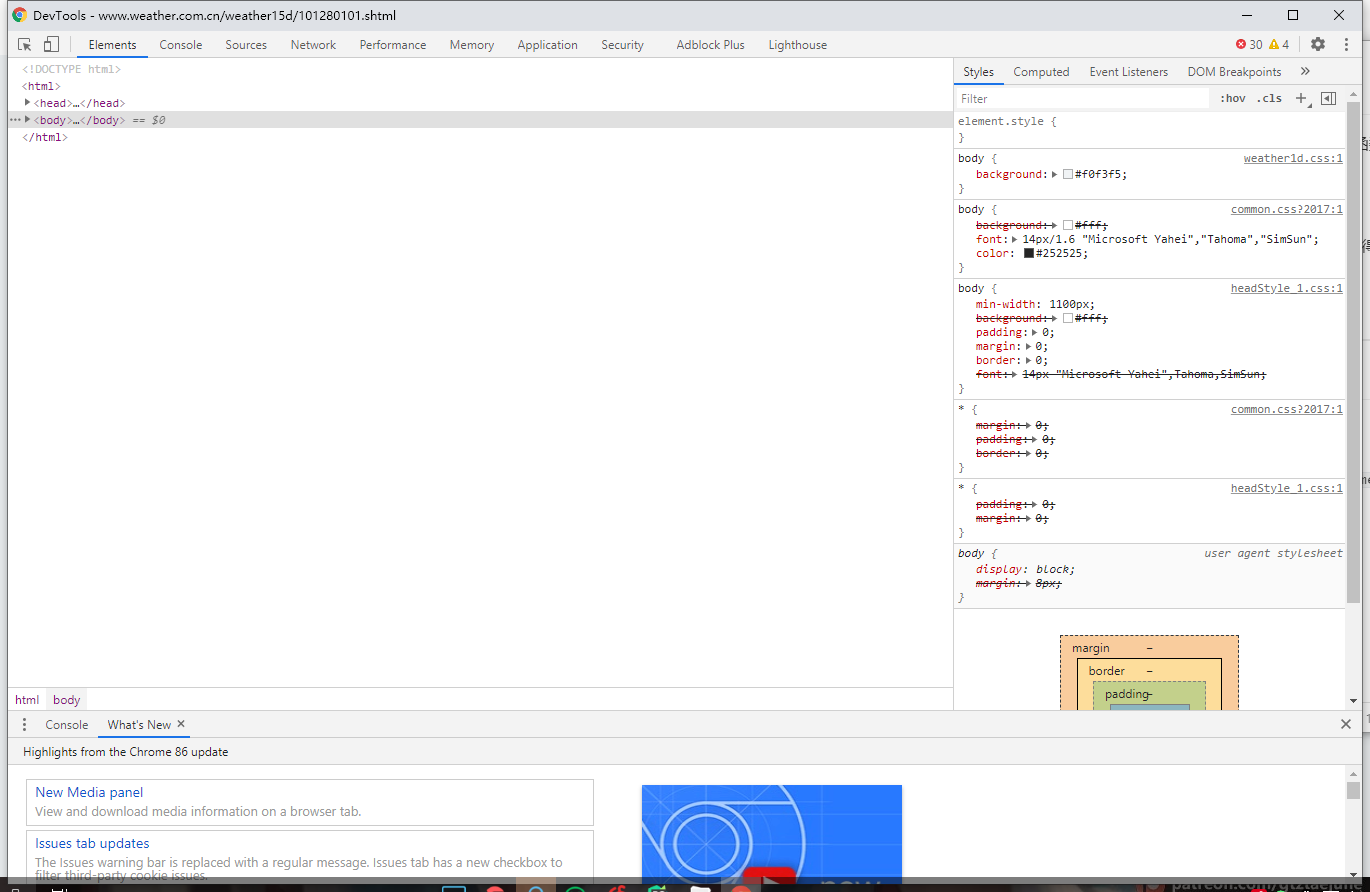 DevTools - www.weather.com.cn/weather15d/101280101.shtml
Elements Console Sources Network Performance Memory Application Security Adblock Plus Lighthouse 30 4
<!DOCTYPE html>
<html>
<head>…</head>
<body>…</body> == $0
</html>
Styles Computed Event Listeners DOM Breakpoints »
Filter :hov .cls +
element.style {
}
body { weather1d.css:1
background: #f0f3f5;
}
body { common.css?2017:1
background: #fff;
font: 14px/1.6 "Microsoft Yahei","Tahoma","SimSun";
color: #252525;
}
body { headStyle_1.css:1
min-width: 1100px;
background: #fff;
padding: 0;
margin: 0;
border: 0;
font: 14px "Microsoft Yahei",Tahoma,SimSun;
}
* { common.css?2017:1
margin: 0;
padding: 0;
border: 0;
}
* { headStyle_1.css:1
padding: 0;
margin: 0;
}
body { user agent stylesheet
display: block;
margin: 8px;
}
margin –
border –
padding –
html body
Console What's New ×
Highlights from the Chrome 86 update
New Media panel
View and download media information on a browser tab.
Issues tab updates
The Issues warning bar is replaced with a regular message. Issues tab has a new checkbox to
filter third-party cookie issues.
new